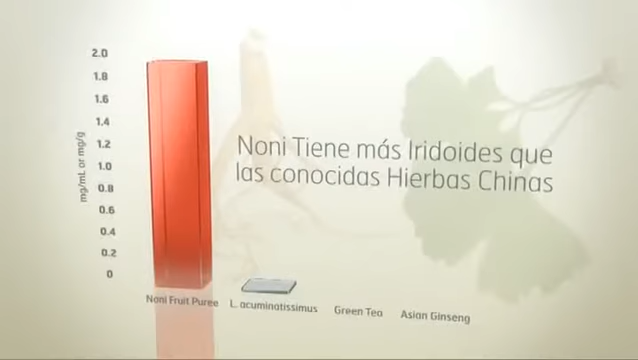 2.0
1.8
1.6
1.4
1.2
1.0
0.8
0.6
0.4
0.2
0
mg/mL or mg/g
Noni Tiene más Iridoides que
las conocidas Hierbas Chinas
Noni Fruit Puree
L. acuminatissimus
Green Tea
Asian Ginseng